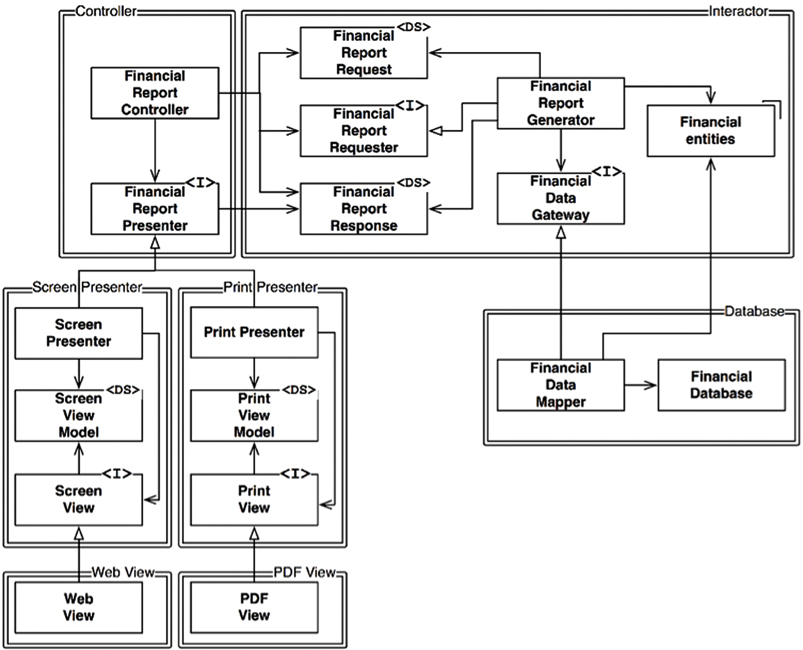 Controller
Interactor
Financial
Report
Controller
<I>
Financial
Report
Presenter
<DS>
Financial
Report
Request
<I>
Financial
Report
Requester
<DS>
Financial
Report
Response
Financial
Report
Generator
<I>
Financial
Data
Gateway
Financial
entities
Screen Presenter
Screen
Presenter
<DS>
Screen
View
Model
<I>
Screen
View
Print Presenter
Print Presenter
<DS>
Print
View
Model
<I>
Print
View
Database
Financial
Data
Mapper
Financial
Database
Web View
Web
View
PDF View
PDF
View